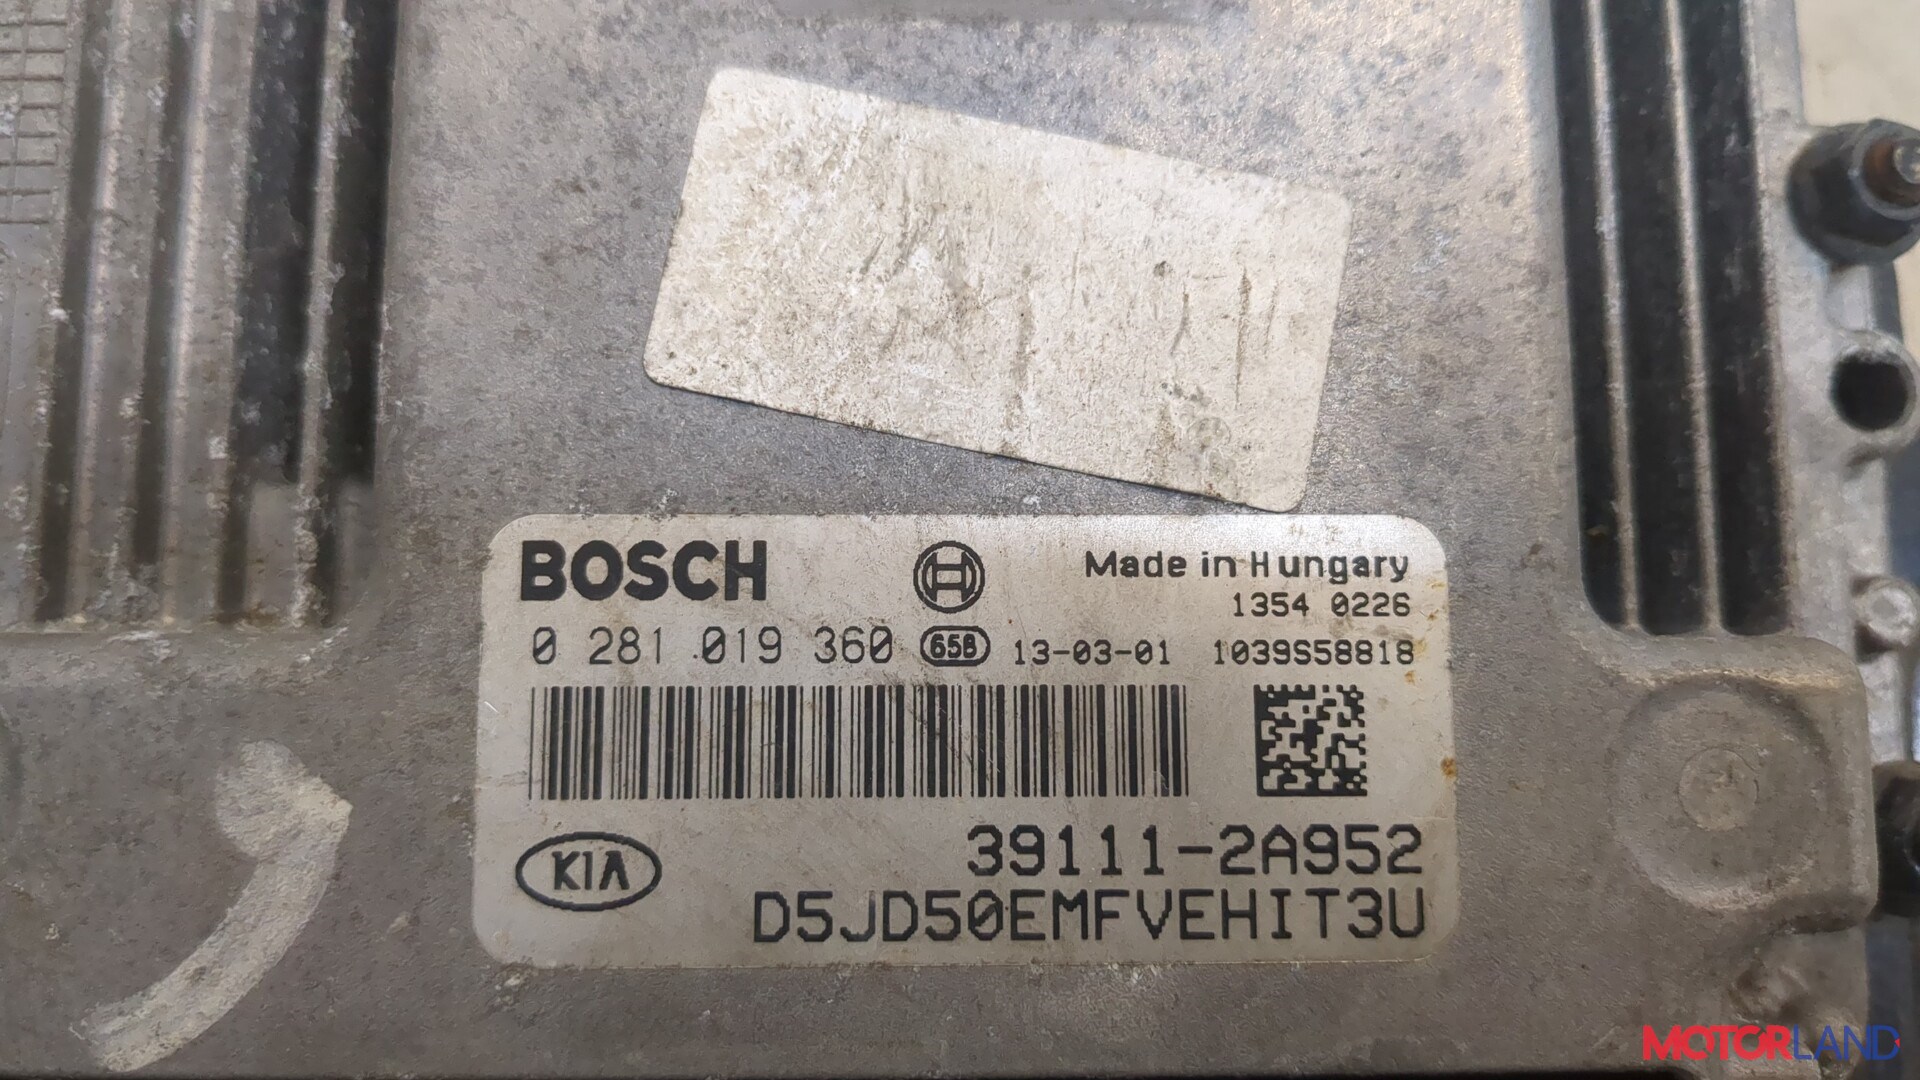 BOSCH
Made in Hungary
1354 0226
0 281 019 360 65B 13-03-01 1039S58818
KIA
39111-2A952
D5JD50EMFVEHIT3U
MOTORLAND